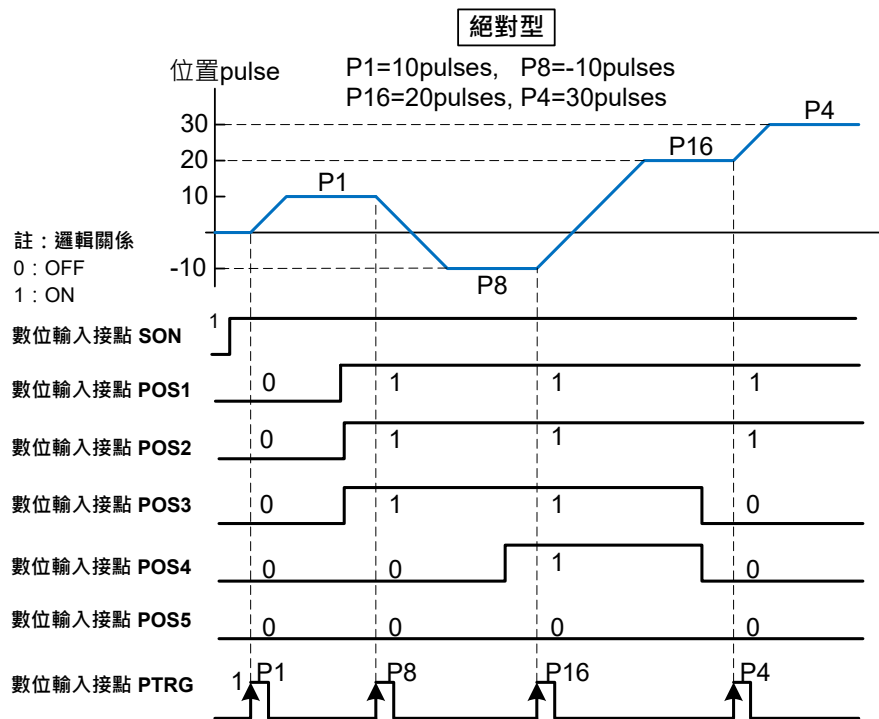 絕對型
位置pulse
P1=10pulses, P8=-10pulses
P16=20pulses, P4=30pulses
30
20
10
-10
P1
P8
P16
P4
註：邏輯關係
0：OFF
1：ON
數位輸入接點 SON
1
數位輸入接點 POS1
0 1 1 1
數位輸入接點 POS2
0 1 1 1
數位輸入接點 POS3
0 1 1 0
數位輸入接點 POS4
0 0 1 0
數位輸入接點 POS5
0 0 0 0
數位輸入接點 PTRG
1 P1 P8 P16 P4